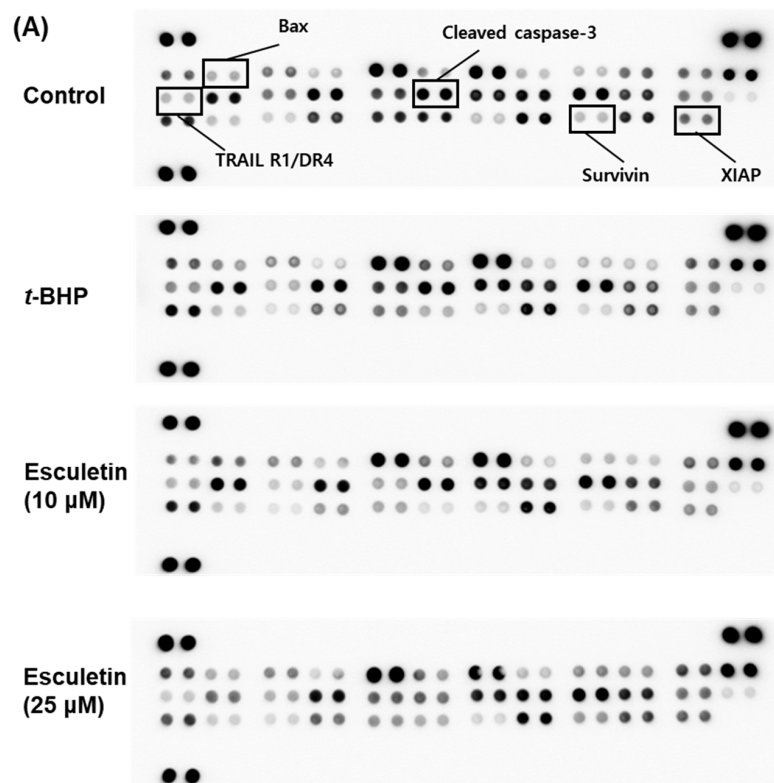 (A)
Bax
Cleaved caspase-3
Control
TRAIL R1/DR4
Survivin
XIAP
t-BHP
Esculetin
(10 µM)
Esculetin
(25 µM)